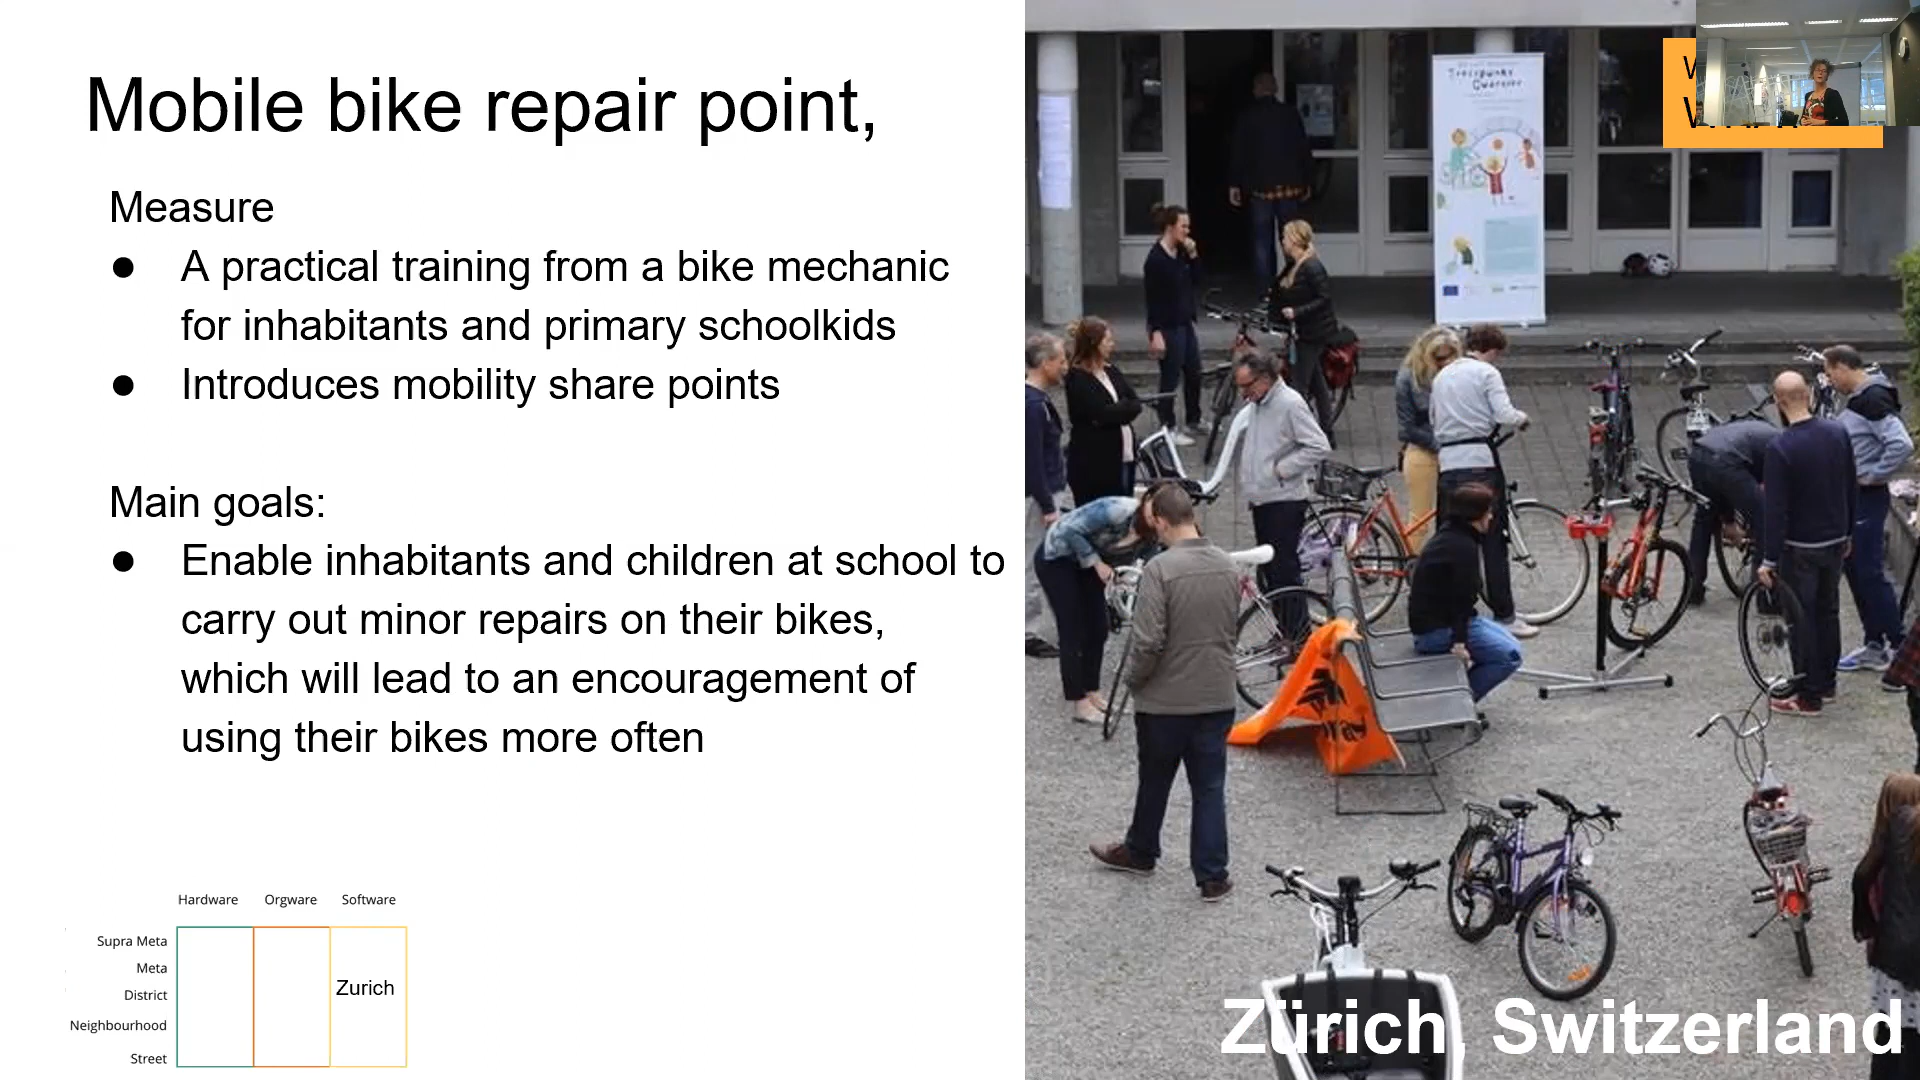 Mobile bike repair point,
Measure
● A practical training from a bike mechanic
for inhabitants and primary schoolkids
● Introduces mobility share points
Main goals:
● Enable inhabitants and children at school to
carry out minor repairs on their bikes,
which will lead to an encouragement of
using their bikes more often
Hardware Orgware Software
Supra Meta
Meta
District
Zurich
Neighbourhood
Street
Zürich, Switzerland